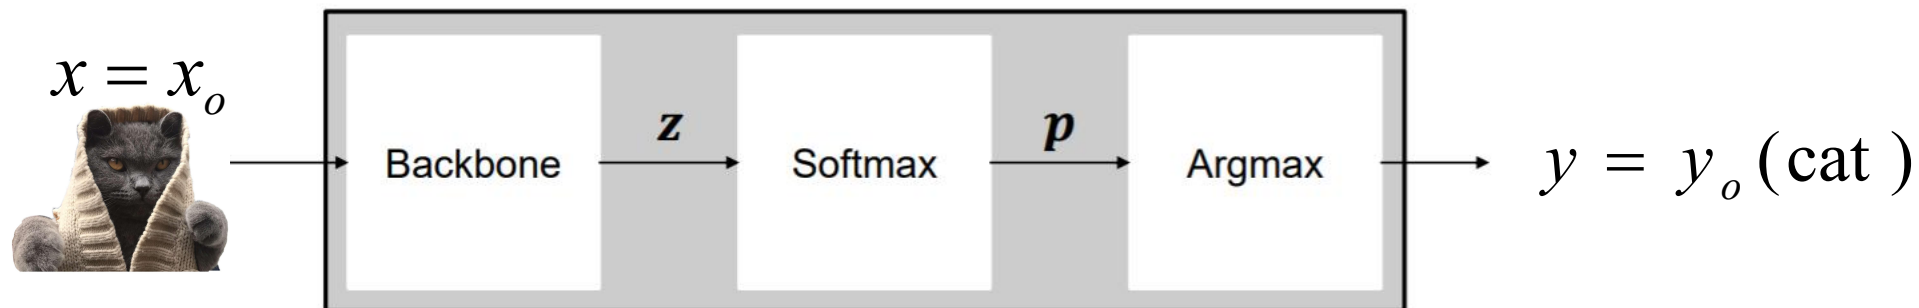 x = x_o
Backbone
z
Softmax
p
Argmax
y = y_o (cat )